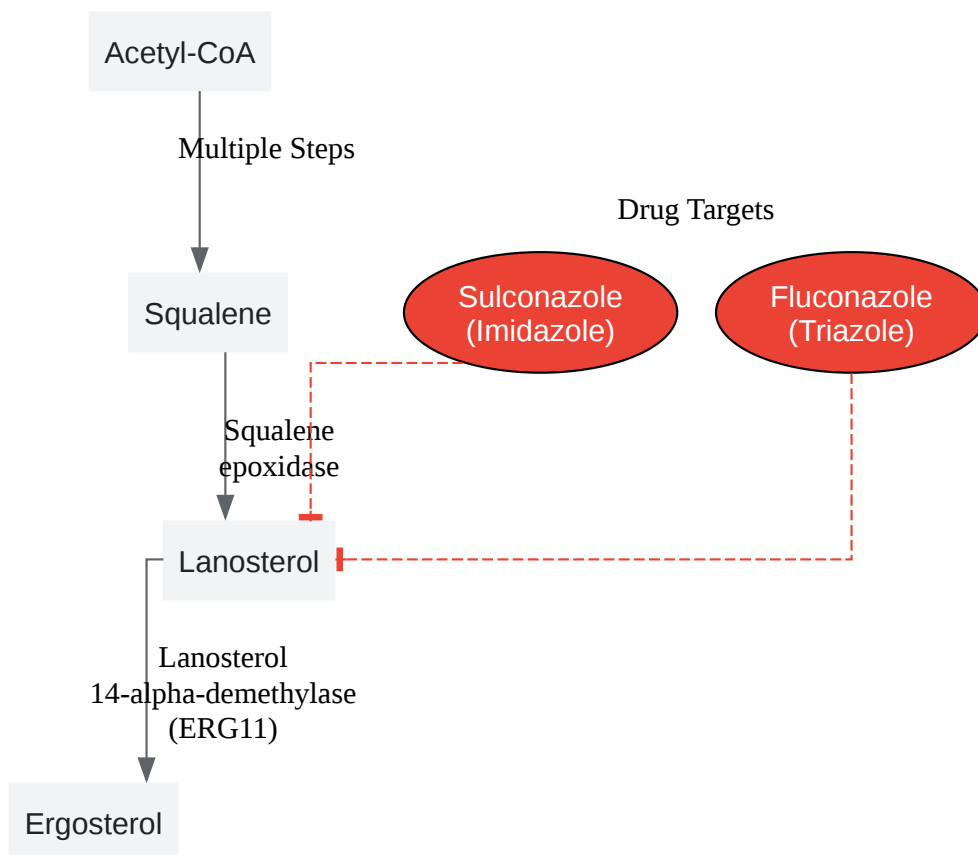 Acetyl-CoA
Multiple Steps
Drug Targets
Squalene
Sulconazole
(Imidazole)
Fluconazole
(Triazole)
Squalene
epoxidase
Lanosterol
Lanosterol
14-alpha-demethylase
(ERG11)
Ergosterol